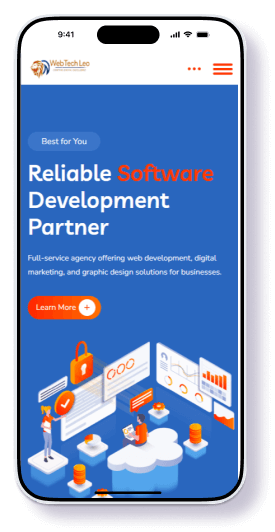 9:41
WebTech Leo
Best for You
Reliable Software
Development
Partner
Full-service agency offering web development, digital
marketing, and graphic design solutions for businesses.
Learn More +